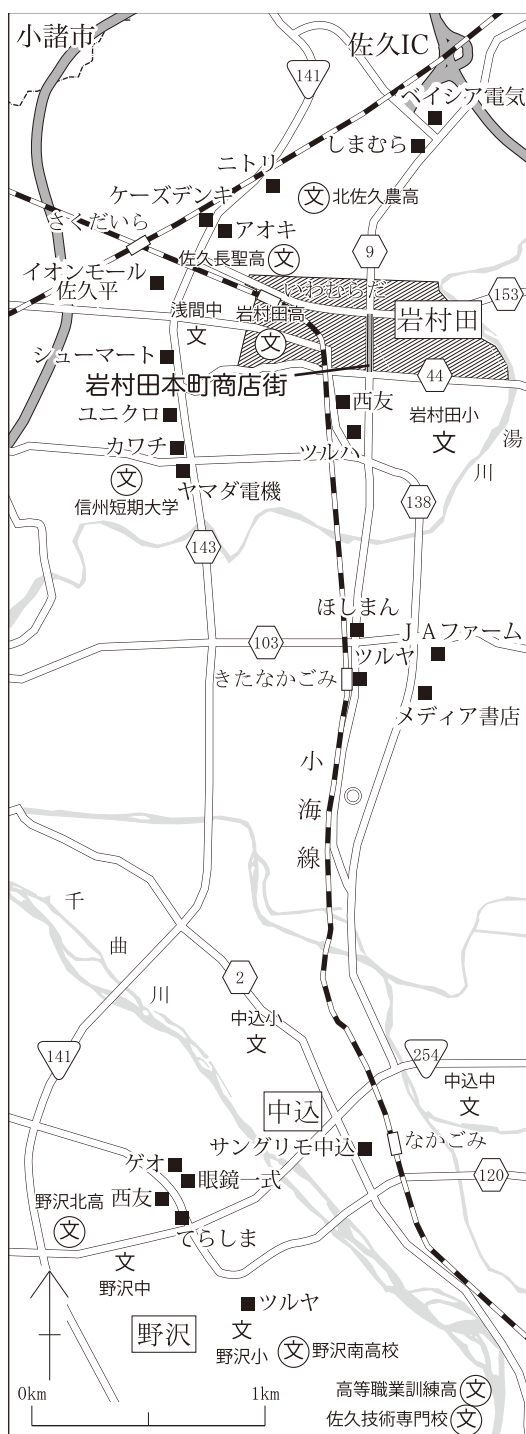 小諸市
佐久IC
141
ベイシア電気
しまむら
ニトリ
文 北佐久農高
ケーズデンキ
さくだいら
アオキ
9
佐久長聖高 文
イオンモール
佐久平
いわむらだ
153
浅間中
文
岩村田高
文
岩村田
シューマート
岩村田本町商店街
44
西友
岩村田小
文
湯川
ユニクロ
ツルハ
カワチ
文
信州短期大学
ヤマダ電機
138
143
ほしまん
103
JAファーム
ツルヤ
きたなかごみ
メディア書店
小海線
千曲川
2
中込小
文
141
254
中込
中込中
文
サングリモ中込
なかごみ
120
ゲオ
眼鏡一式
西友
野沢北高
文
てらしま
文
野沢中
ツルヤ
野沢
文
野沢小
文 野沢南高校
0km
1km
高等職業訓練高 文
佐久技術専門校 文